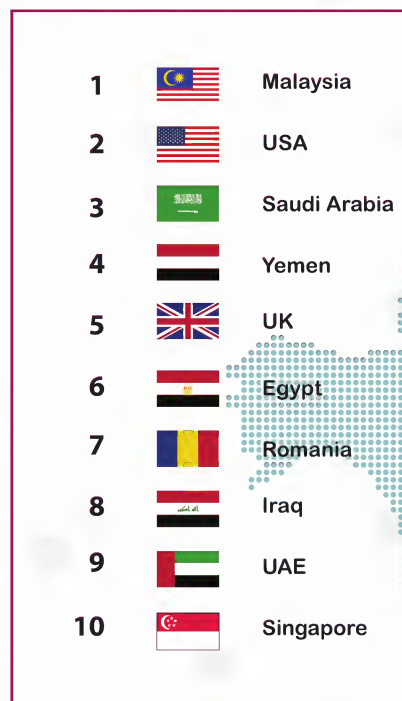 1 Malaysia
2 USA
3 Saudi Arabia
4 Yemen
5 UK
6 Egypt
7 Romania
8 Iraq
9 UAE
10 Singapore